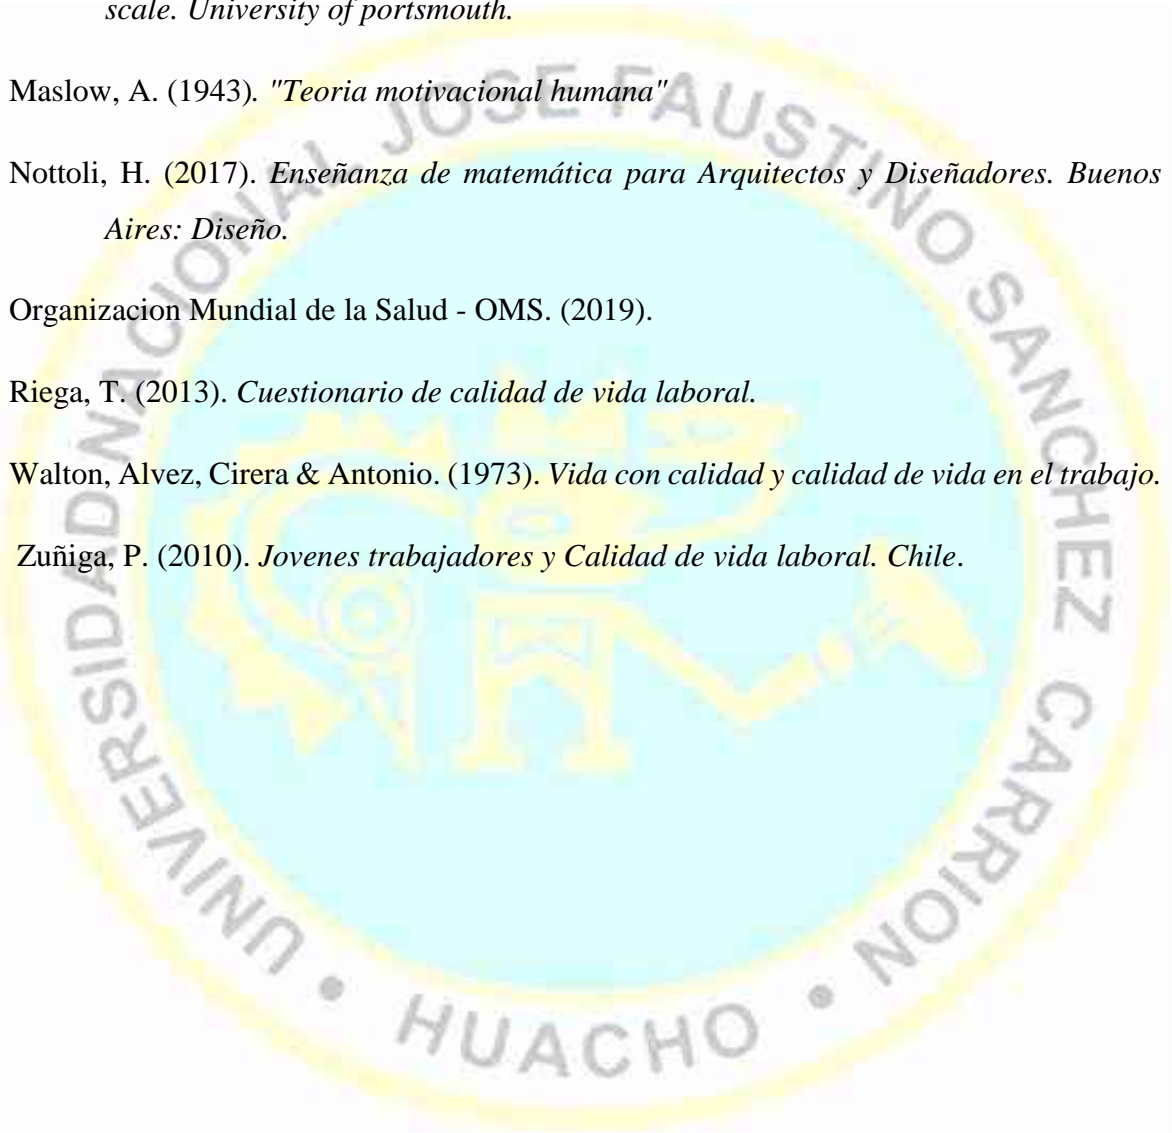 scale. University of portsmouth.
Maslow, A. (1943). "Teoria motivacional humana"
Nottoli, H. (2017). Enseñanza de matemática para Arquitectos y Diseñadores. Buenos
Aires: Diseño.
Organizacion Mundial de la Salud - OMS. (2019).
Riega, T. (2013). Cuestionario de calidad de vida laboral.
Walton, Alvez, Cirera & Antonio. (1973). Vida con calidad y calidad de vida en el trabajo.
Zuñiga, P. (2010). Jovenes trabajadores y Calidad de vida laboral. Chile.
UNIVERSIDAD NACIONAL JOSE FAUSTINO SANCHEZ CARRION
• HUACHO •